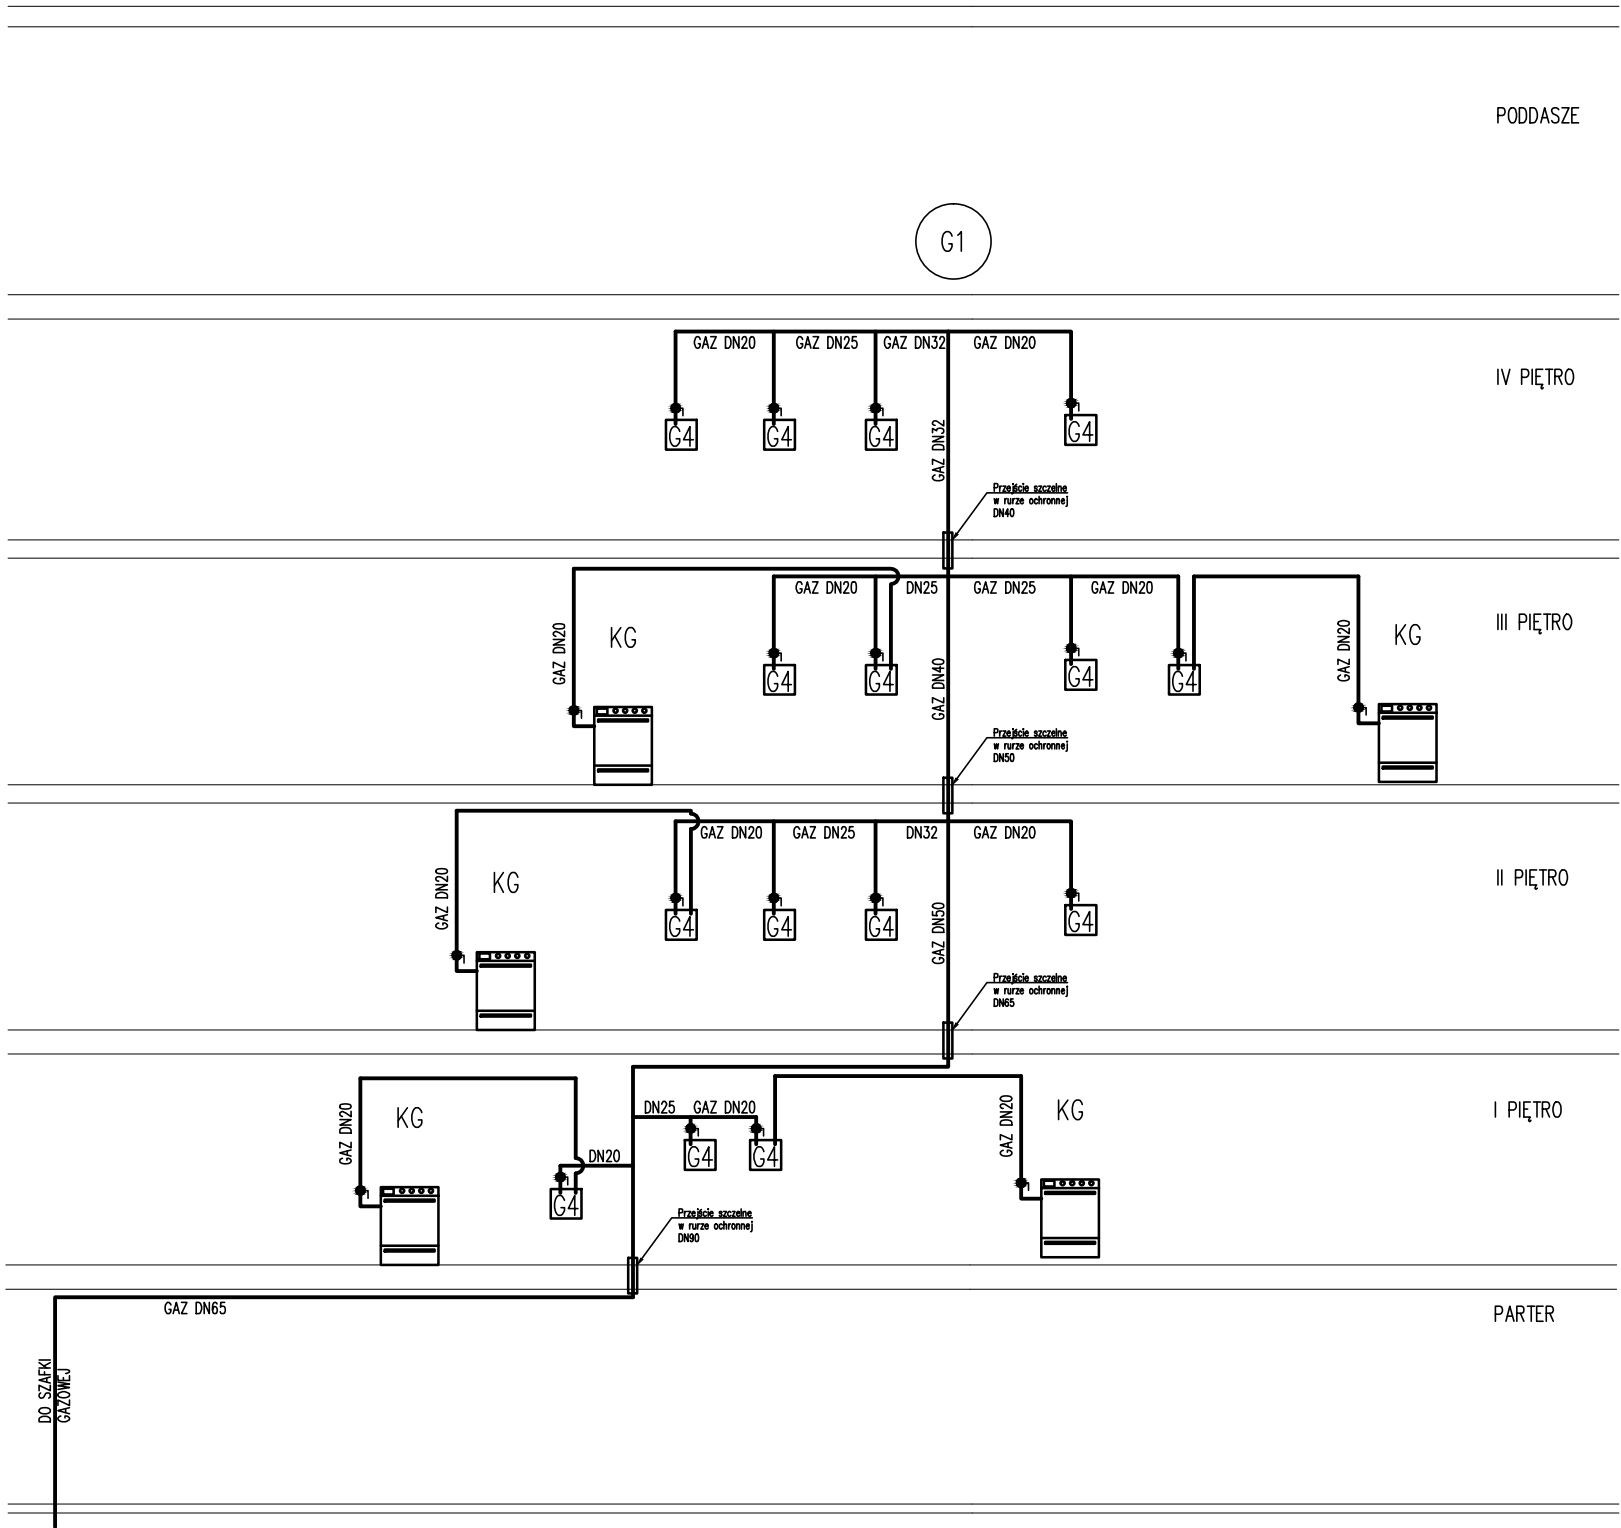 PODDASZE
G1
GAZ DN20
GAZ DN25
GAZ DN32
GAZ DN20
IV PIĘTRO
G4
G4
G4
G4
GAZ DN32
Przejście szczelne
w rurze ochronnej
DN40
GAZ DN20
DN25
GAZ DN25
GAZ DN20
GAZ DN20
KG
GAZ DN20
KG
III PIĘTRO
G4
G4
G4
G4
GAZ DN40
Przejście szczelne
w rurze ochronnej
DN50
GAZ DN20
GAZ DN25
DN32
GAZ DN20
GAZ DN20
KG
II PIĘTRO
G4
G4
G4
G4
GAZ DN50
Przejście szczelne
w rurze ochronnej
DN65
GAZ DN20
KG
DN25
GAZ DN20
GAZ DN20
KG
I PIĘTRO
DN20
G4
G4
G4
Przejście szczelne
w rurze ochronnej
DN90
GAZ DN65
PARTER
DO SZAFKI
GAZOWEJ